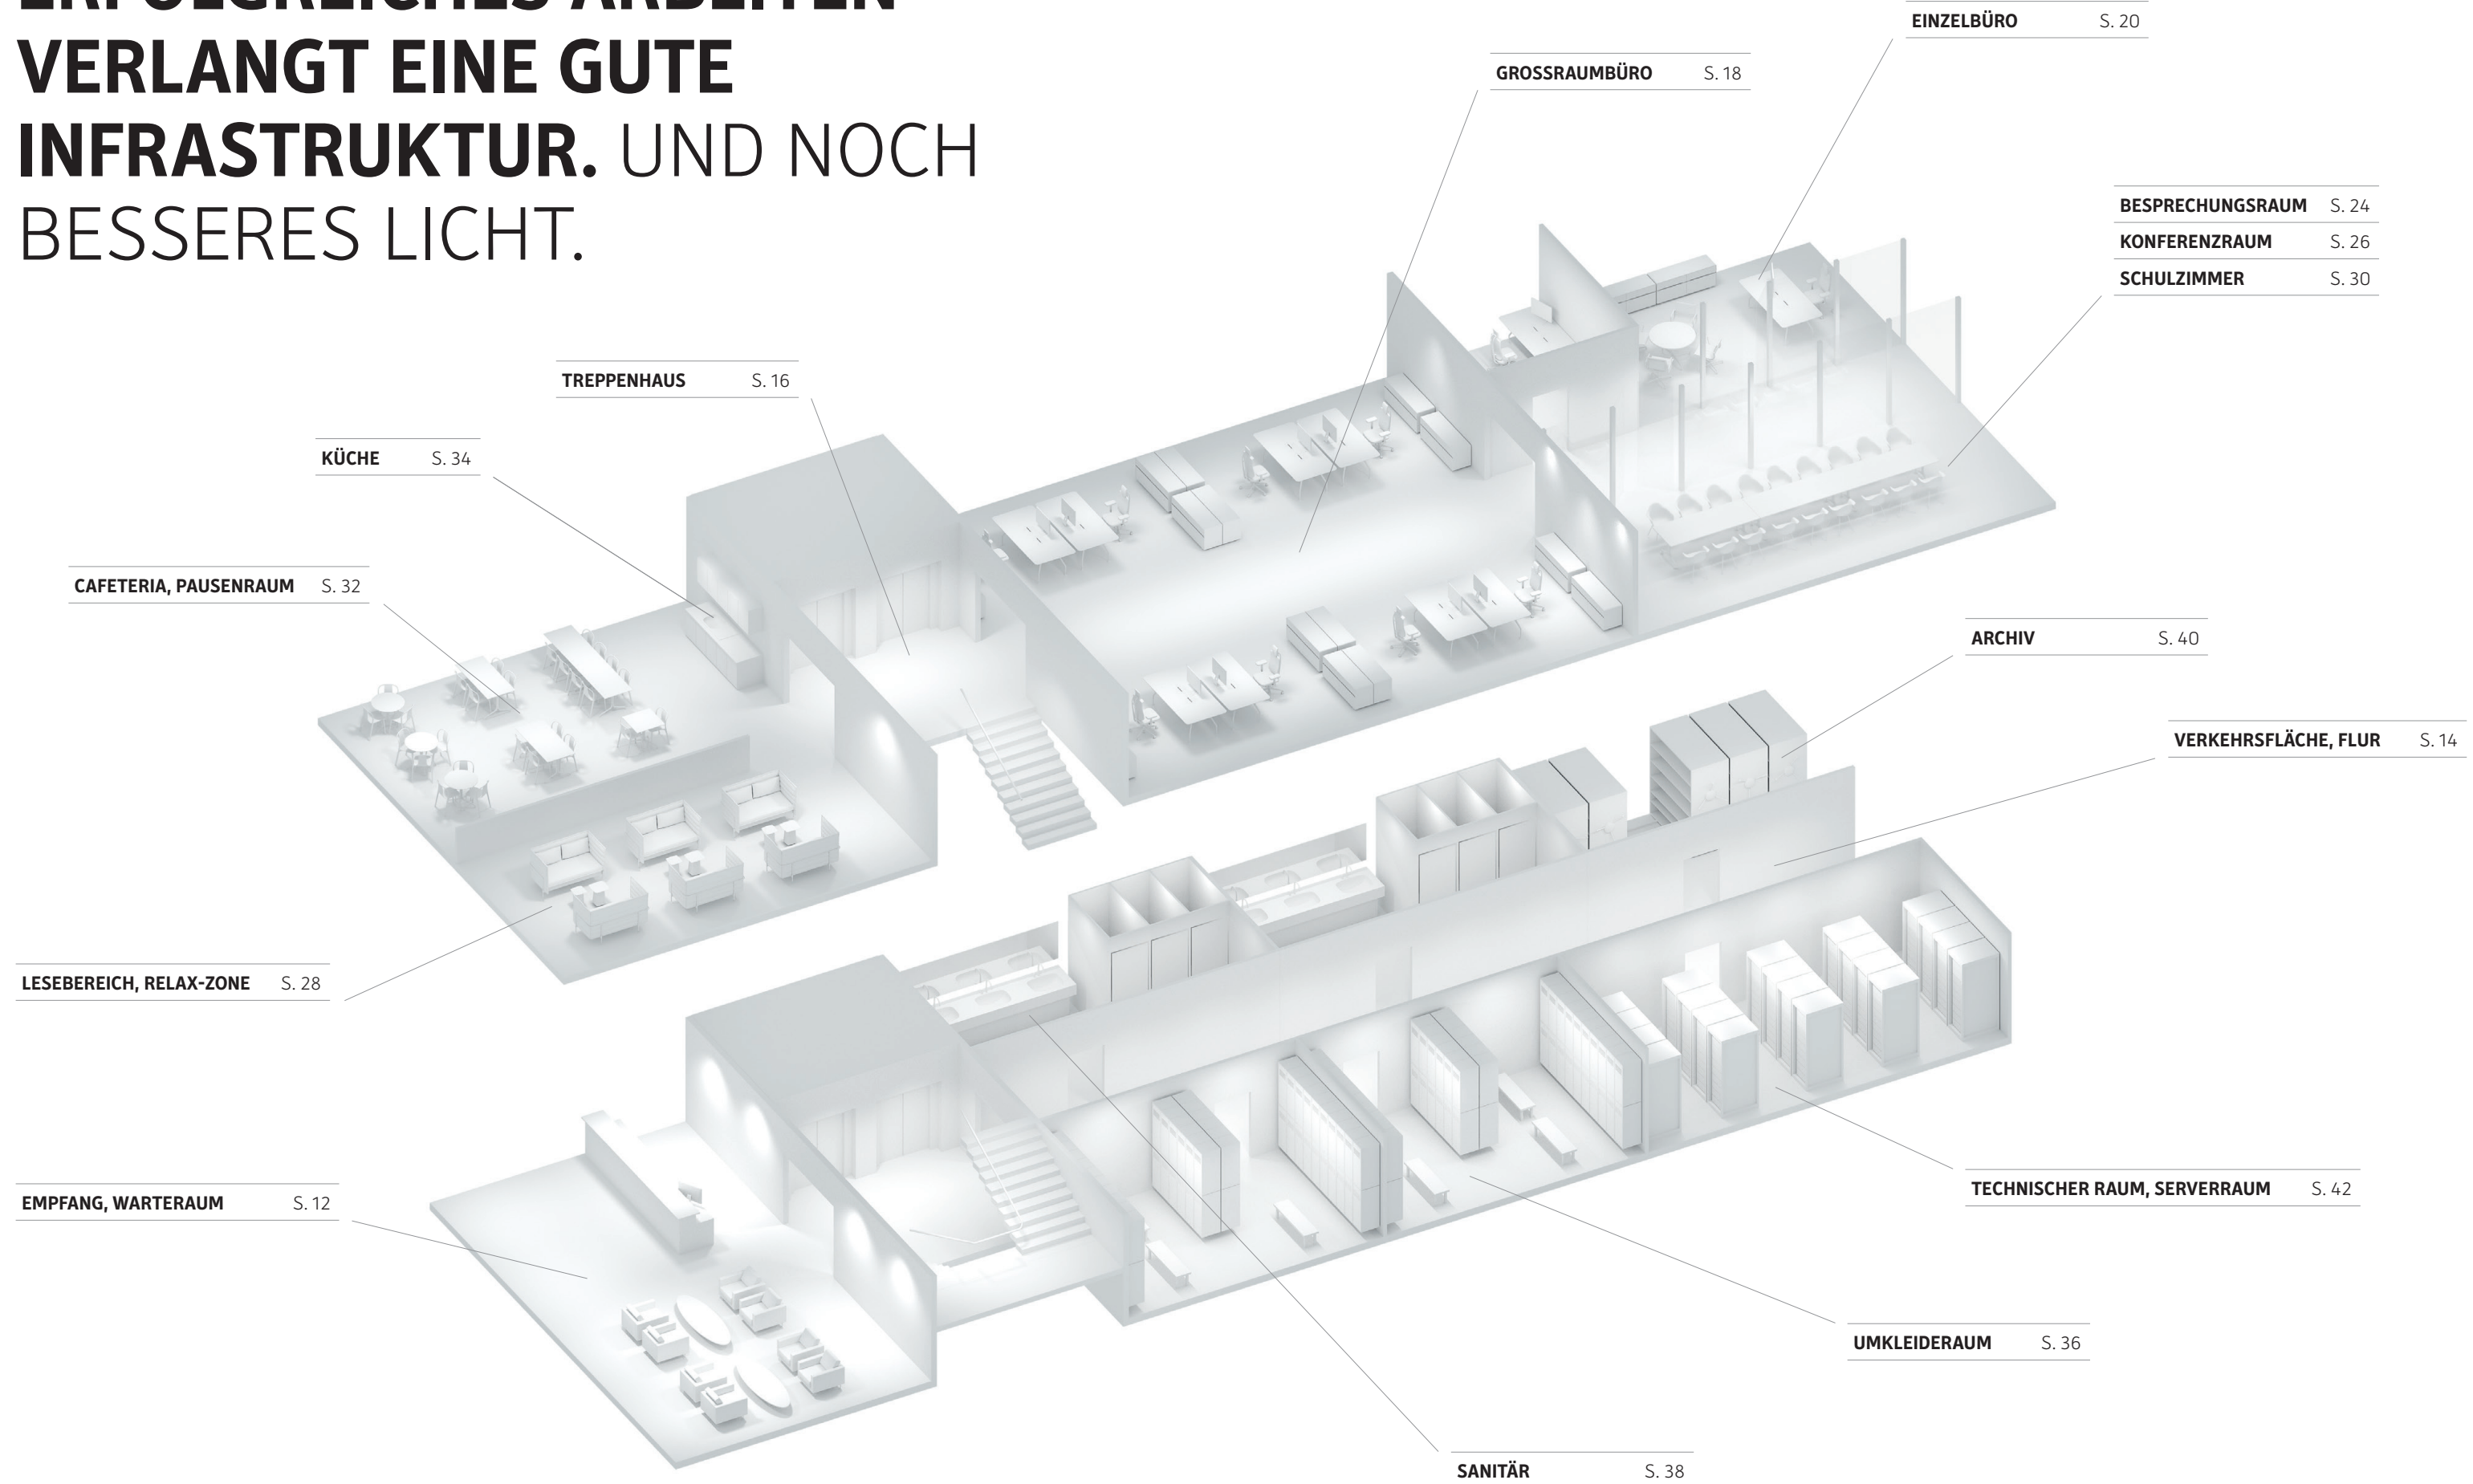 ERFOLGREICHES ARBEITEN
VERLANGT EINE GUTE
INFRASTRUKTUR. UND NOCH
BESSERES LICHT.
EINZELBÜRO S. 20
GROSSRAUMBÜRO S. 18
BESPRECHUNGSRAUM S. 24
KONFERENZRAUM S. 26
SCHULZIMMER S. 30
TREPPENHAUS S. 16
KÜCHE S. 34
CAFETERIA, PAUSENRAUM S. 32
ARCHIV S. 40
VERKEHRSFLÄCHE, FLUR S. 14
LESEBEREICH, RELAX-ZONE S. 28
EMPFANG, WARTERAUM S. 12
TECHNISCHER RAUM, SERVERRAUM S. 42
UMKLEIDERAUM S. 36
SANITÄR S. 38